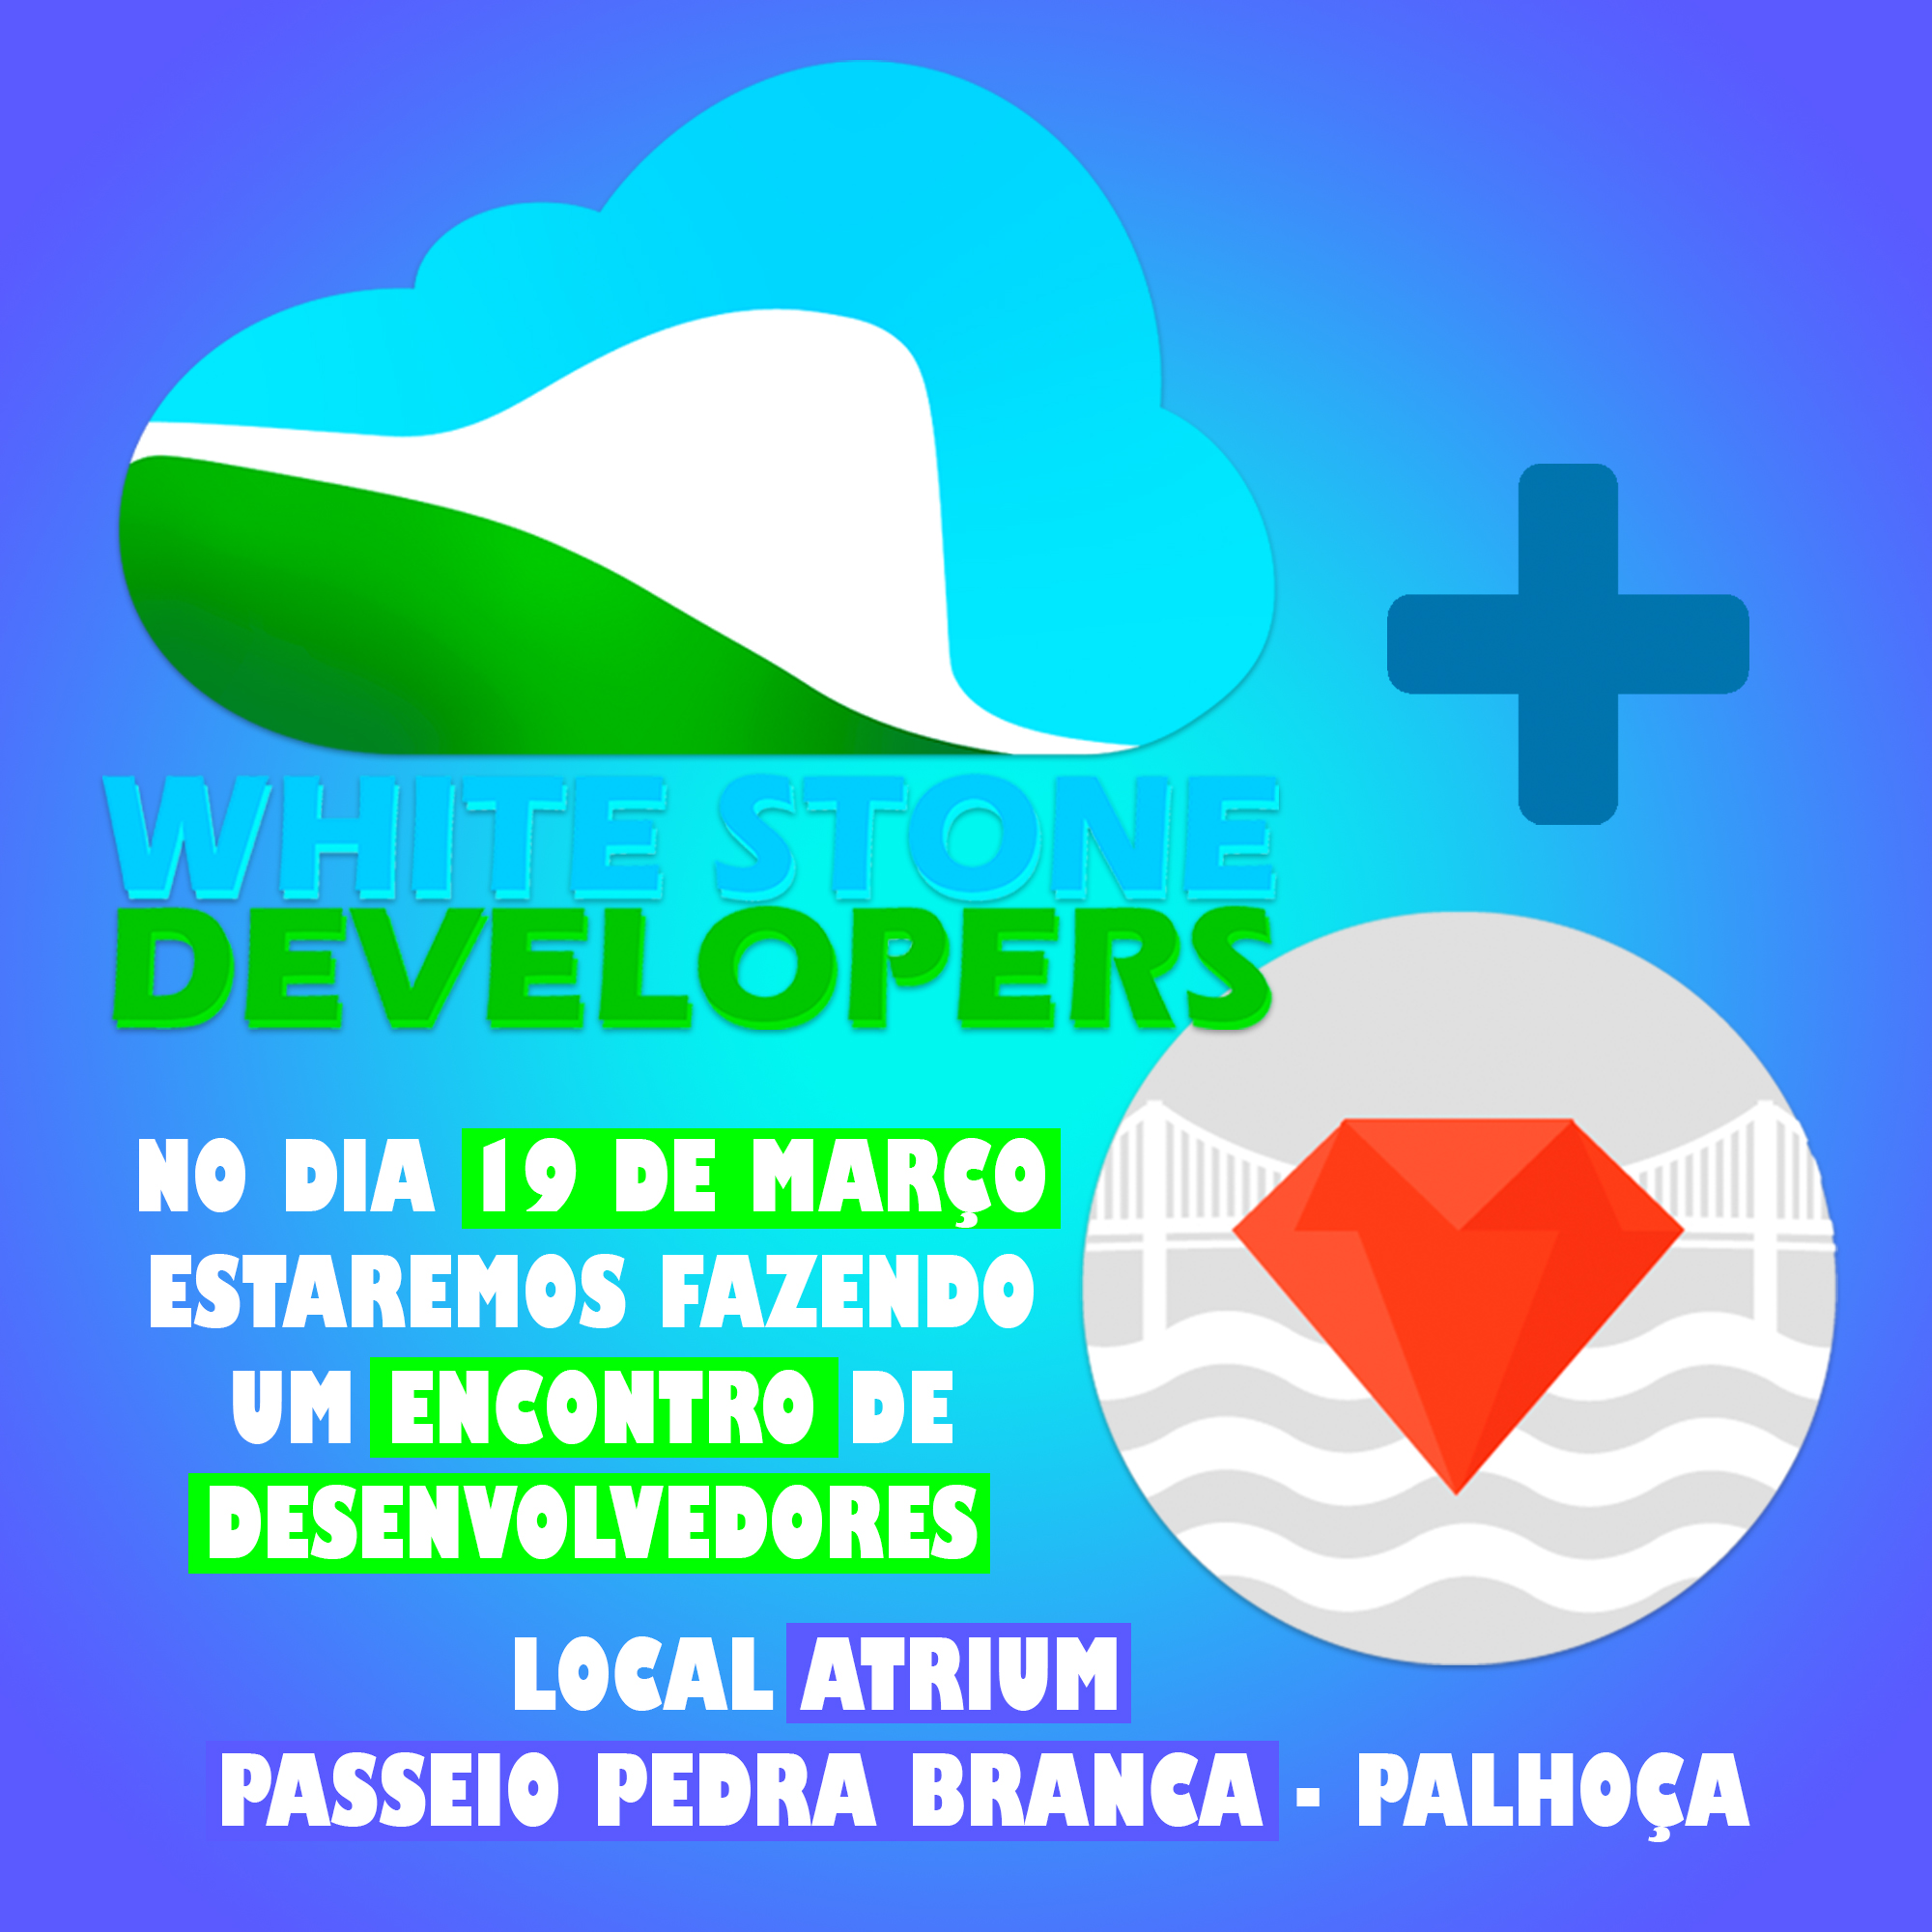 WHITE STONE
DEVELOPERS
NO DIA 19 DE MARÇO
ESTAREMOS FAZENDO
UM ENCONTRO DE
DESENVOLVEDORES
LOCAL ATRIUM
PASSEIO PEDRA BRANCA - PALHOÇA